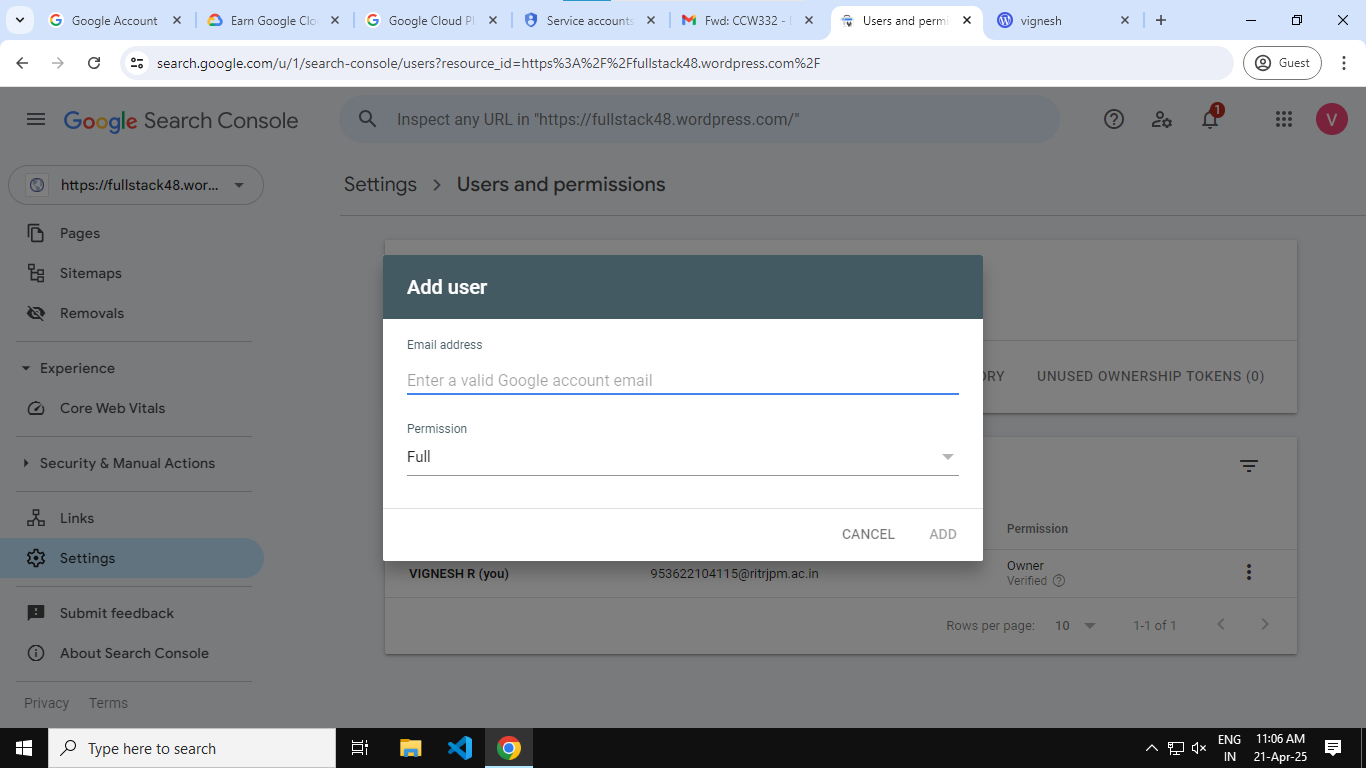 Google Account
Earn Google Clo
Google Cloud Pl
Service accounts
Fwd: CCW332 -
Users and permi
vignesh
search.google.com/u/1/search-console/users?resource_id=https%3A%2F%2Ffullstack48.wordpress.com%2F
Guest
Google Search Console
Inspect any URL in "https://fullstack48.wordpress.com/"
1
V
https://fullstack48.wor...
Settings
Users and permissions
Pages
Sitemaps
Removals
Experience
Core Web Vitals
Security & Manual Actions
Links
Settings
Submit feedback
About Search Console
Privacy Terms
Add user
Email address
Enter a valid Google account email
Permission
Full
CANCEL ADD
ORY
UNUSED OWNERSHIP TOKENS (0)
Permission
VIGNESH R (you)
953622104115@ritrjpm.ac.in
Owner
Verified
Rows per page: 10
1-1 of 1
Type here to search
ENG
IN
11:06 AM
21-Apr-25